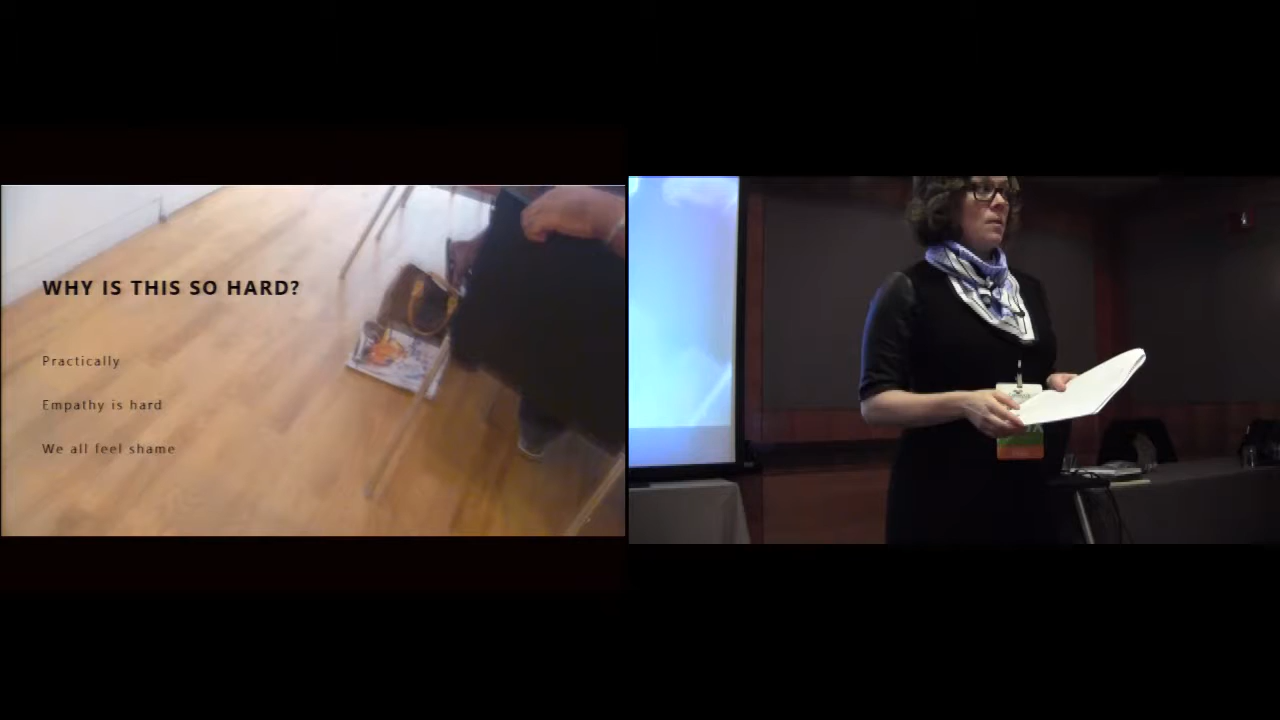 WHY IS THIS SO HARD?
Practically
Empathy is hard
We all feel shame